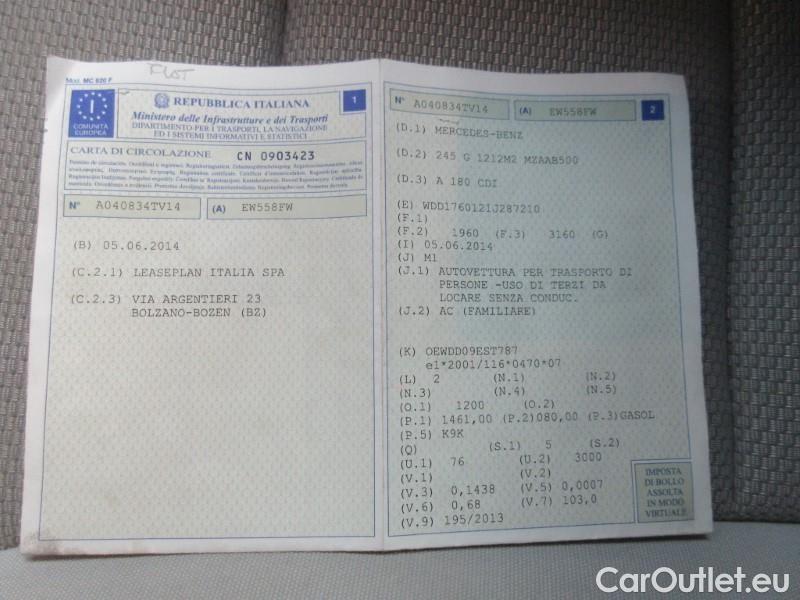 Mod. MC 820 F
I
COMUNITÀ
EUROPEA
REPUBBLICA ITALIANA
1
Ministero delle Infrastrutture e dei Trasporti
DIPARTIMENTO PER I TRASPORTI, LA NAVIGAZIONE
ED I SISTEMI INFORMATIVI E STATISTICI
CARTA DI CIRCOLAZIONE CN 0903423
N° A040834TV14 (A) EW558FW
(B) 05.06.2014
(C.2.1) LEASEPLAN ITALIA SPA
(C.2.3) VIA ARGENTIERI 23
BOLZANO-BOZEN (BZ)
N° A040834TV14 (A) EW558FW 2
(D.1) MERCEDES-BENZ
(D.2) 245 G 1212M2 MZAAB500
(D.3) A 180 CDI
(E) WDD1760121J287210
(F.1)
(F.2) 1960 (F.3) 3160 (G)
(I) 05.06.2014
(J) M1
(J.1) AUTOVETTURA PER TRASPORTO DI
PERSONE -USO DI TERZI DA
LOCARE SENZA CONDUC.
(J.2) AC (FAMILIARE)
(K) OEWDD09EST787
e1*2001/116*0470*07
(L) 2 (N.1) (N.2)
(N.3) (N.4) (N.5)
(O.1) 1200 (O.2)
(P.1) 1461,00 (P.2)080,00 (P.3)GASOL
(P.5) K9K
(Q) (S.1) 5 (S.2)
(U.1) 76 (U.2) 3000
(V.1) (V.2)
(V.3) 0,1438 (V.5) 0,0007
(V.6) 0,68 (V.7) 103,0
(V.9) 195/2013
IMPOSTA
DI BOLLO
ASSOLTA
IN MODO
VIRTUALE
CarOutlet.eu